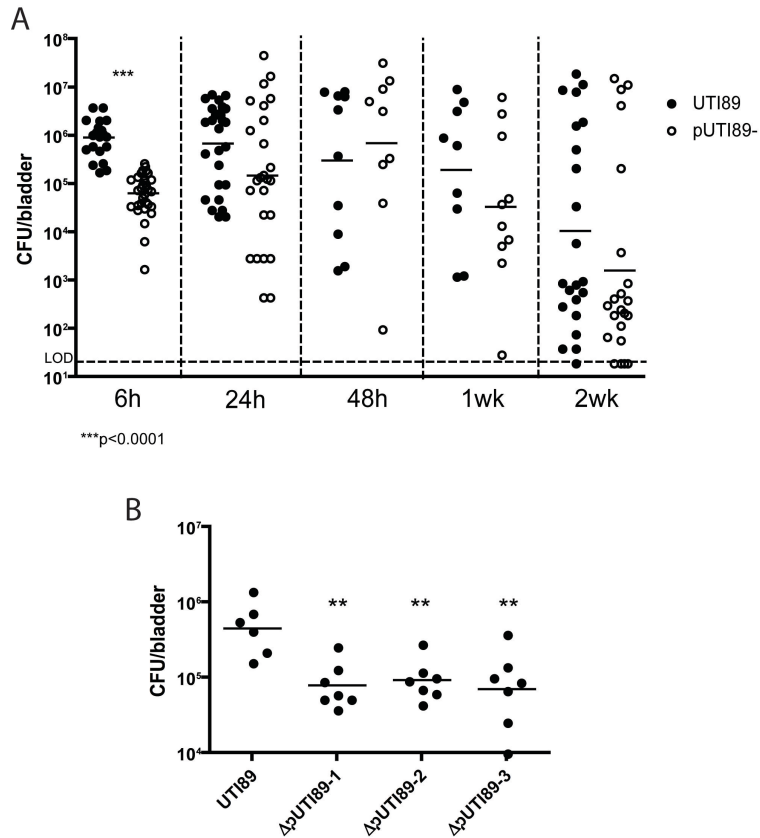 A
10⁸
10⁷
10⁶
10⁵
10⁴
10³
10²
10¹
LOD
CFU/bladder
***
UTI89
pUTI89-
6h 24h 48h 1wk 2wk
***p<0.0001
B
10⁷
10⁶
10⁵
10⁴
CFU/bladder
** ** **
UTI89 ΔpUTI89-1 ΔpUTI89-2 ΔpUTI89-3